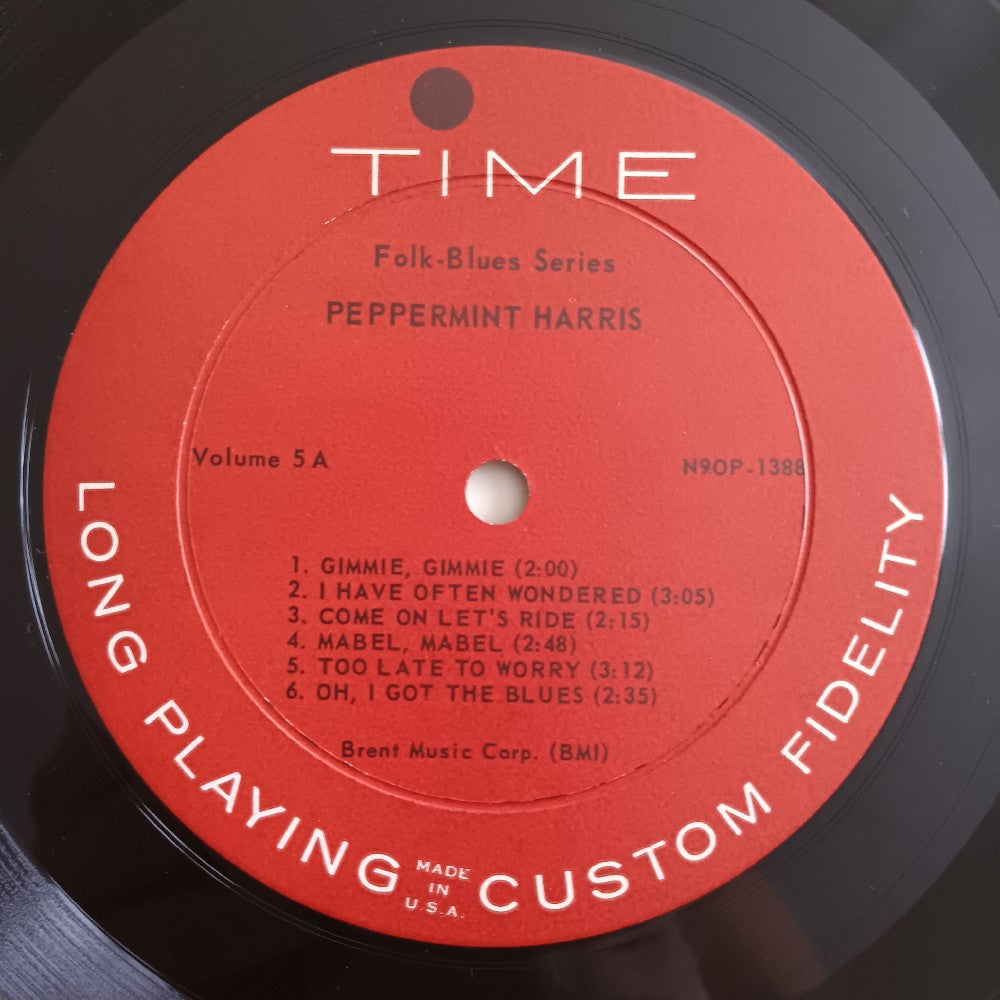 TIME
Folk-Blues Series
PEPPERMINT HARRIS
Volume 5 A
N9OP-1388
1. GIMMIE, GIMMIE (2:00)
2. I HAVE OFTEN WONDERED (3:05)
3. COME ON LET'S RIDE (2:15)
4. MABEL, MABEL (2:48)
5. TOO LATE TO WORRY (3:12)
6. OH, I GOT THE BLUES (2:35)
Brent Music Corp. (BMI)
LONG PLAYING CUSTOM FIDELITY
MADE
IN
U.S.A.